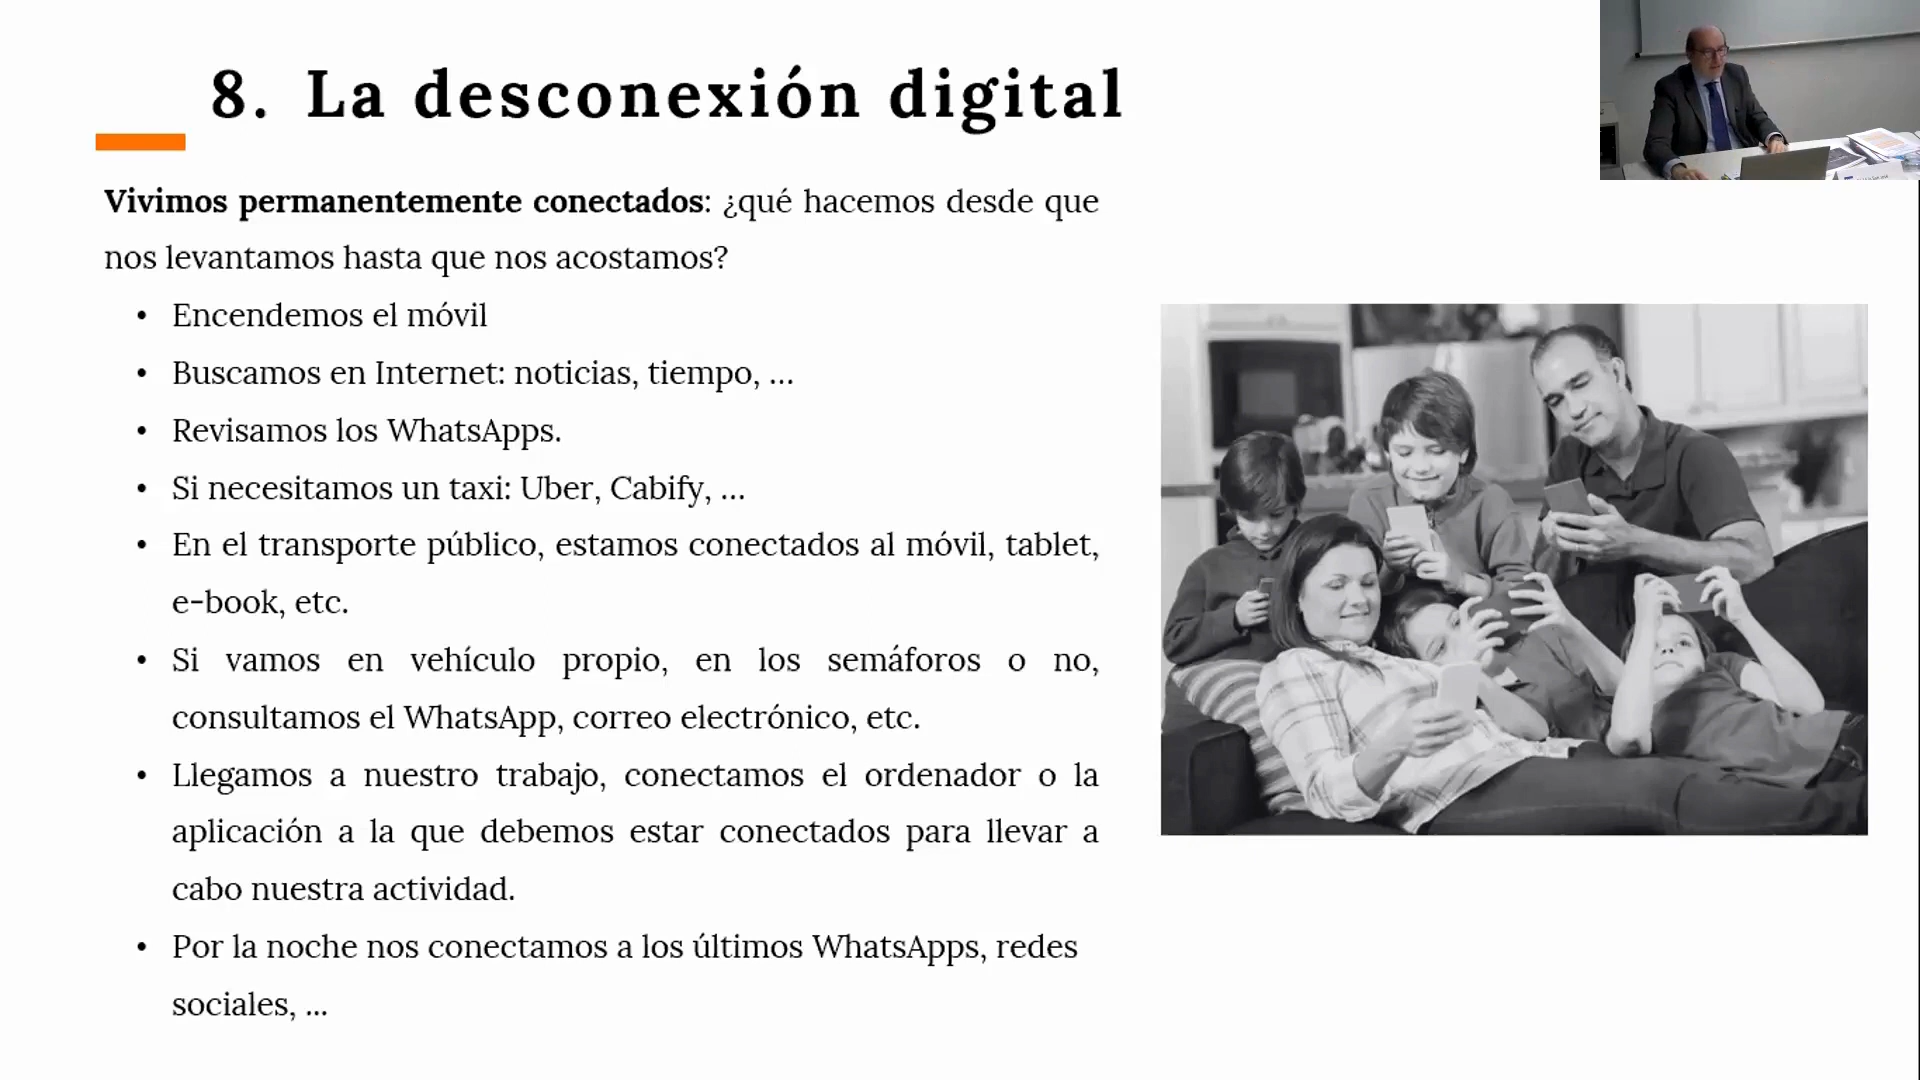 8. La desconexión digital
Vivimos permanentemente conectados: ¿qué hacemos desde que
nos levantamos hasta que nos acostamos?
• Encendemos el móvil
• Buscamos en Internet: noticias, tiempo, ...
• Revisamos los WhatsApps.
• Si necesitamos un taxi: Uber, Cabify, ...
• En el transporte público, estamos conectados al móvil, tablet,
e-book, etc.
• Si vamos en vehículo propio, en los semáforos o no,
consultamos el WhatsApp, correo electrónico, etc.
• Llegamos a nuestro trabajo, conectamos el ordenador o la
aplicación a la que debemos estar conectados para llevar a
cabo nuestra actividad.
• Por la noche nos conectamos a los últimos WhatsApps, redes
sociales, ...